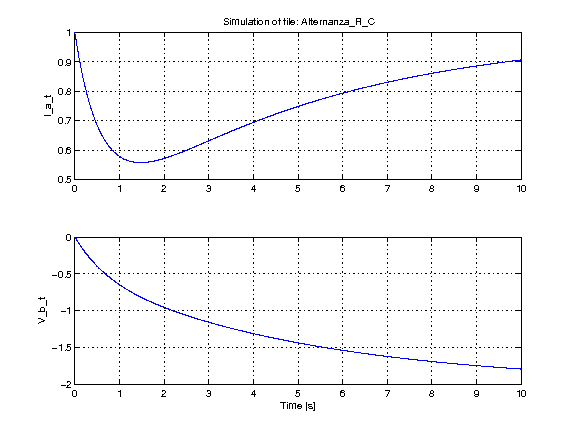 Simulation of file: Alternanza_R_C
1
0.9
0.8
0.7
0.6
0.5
I_a_t
0 1 2 3 4 5 6 7 8 9 10
0
−0.5
−1
−1.5
−2
V_b_t
0 1 2 3 4 5 6 7 8 9 10
Time [s]